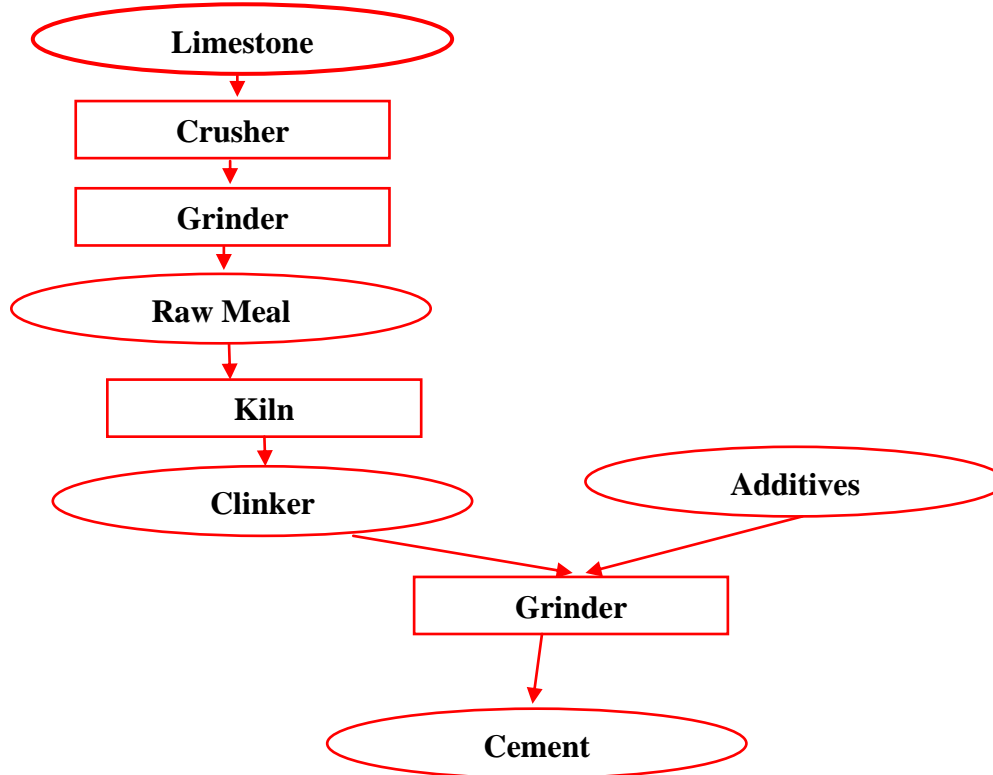 Limestone
Crusher
Grinder
Raw Meal
Kiln
Clinker
Additives
Grinder
Cement